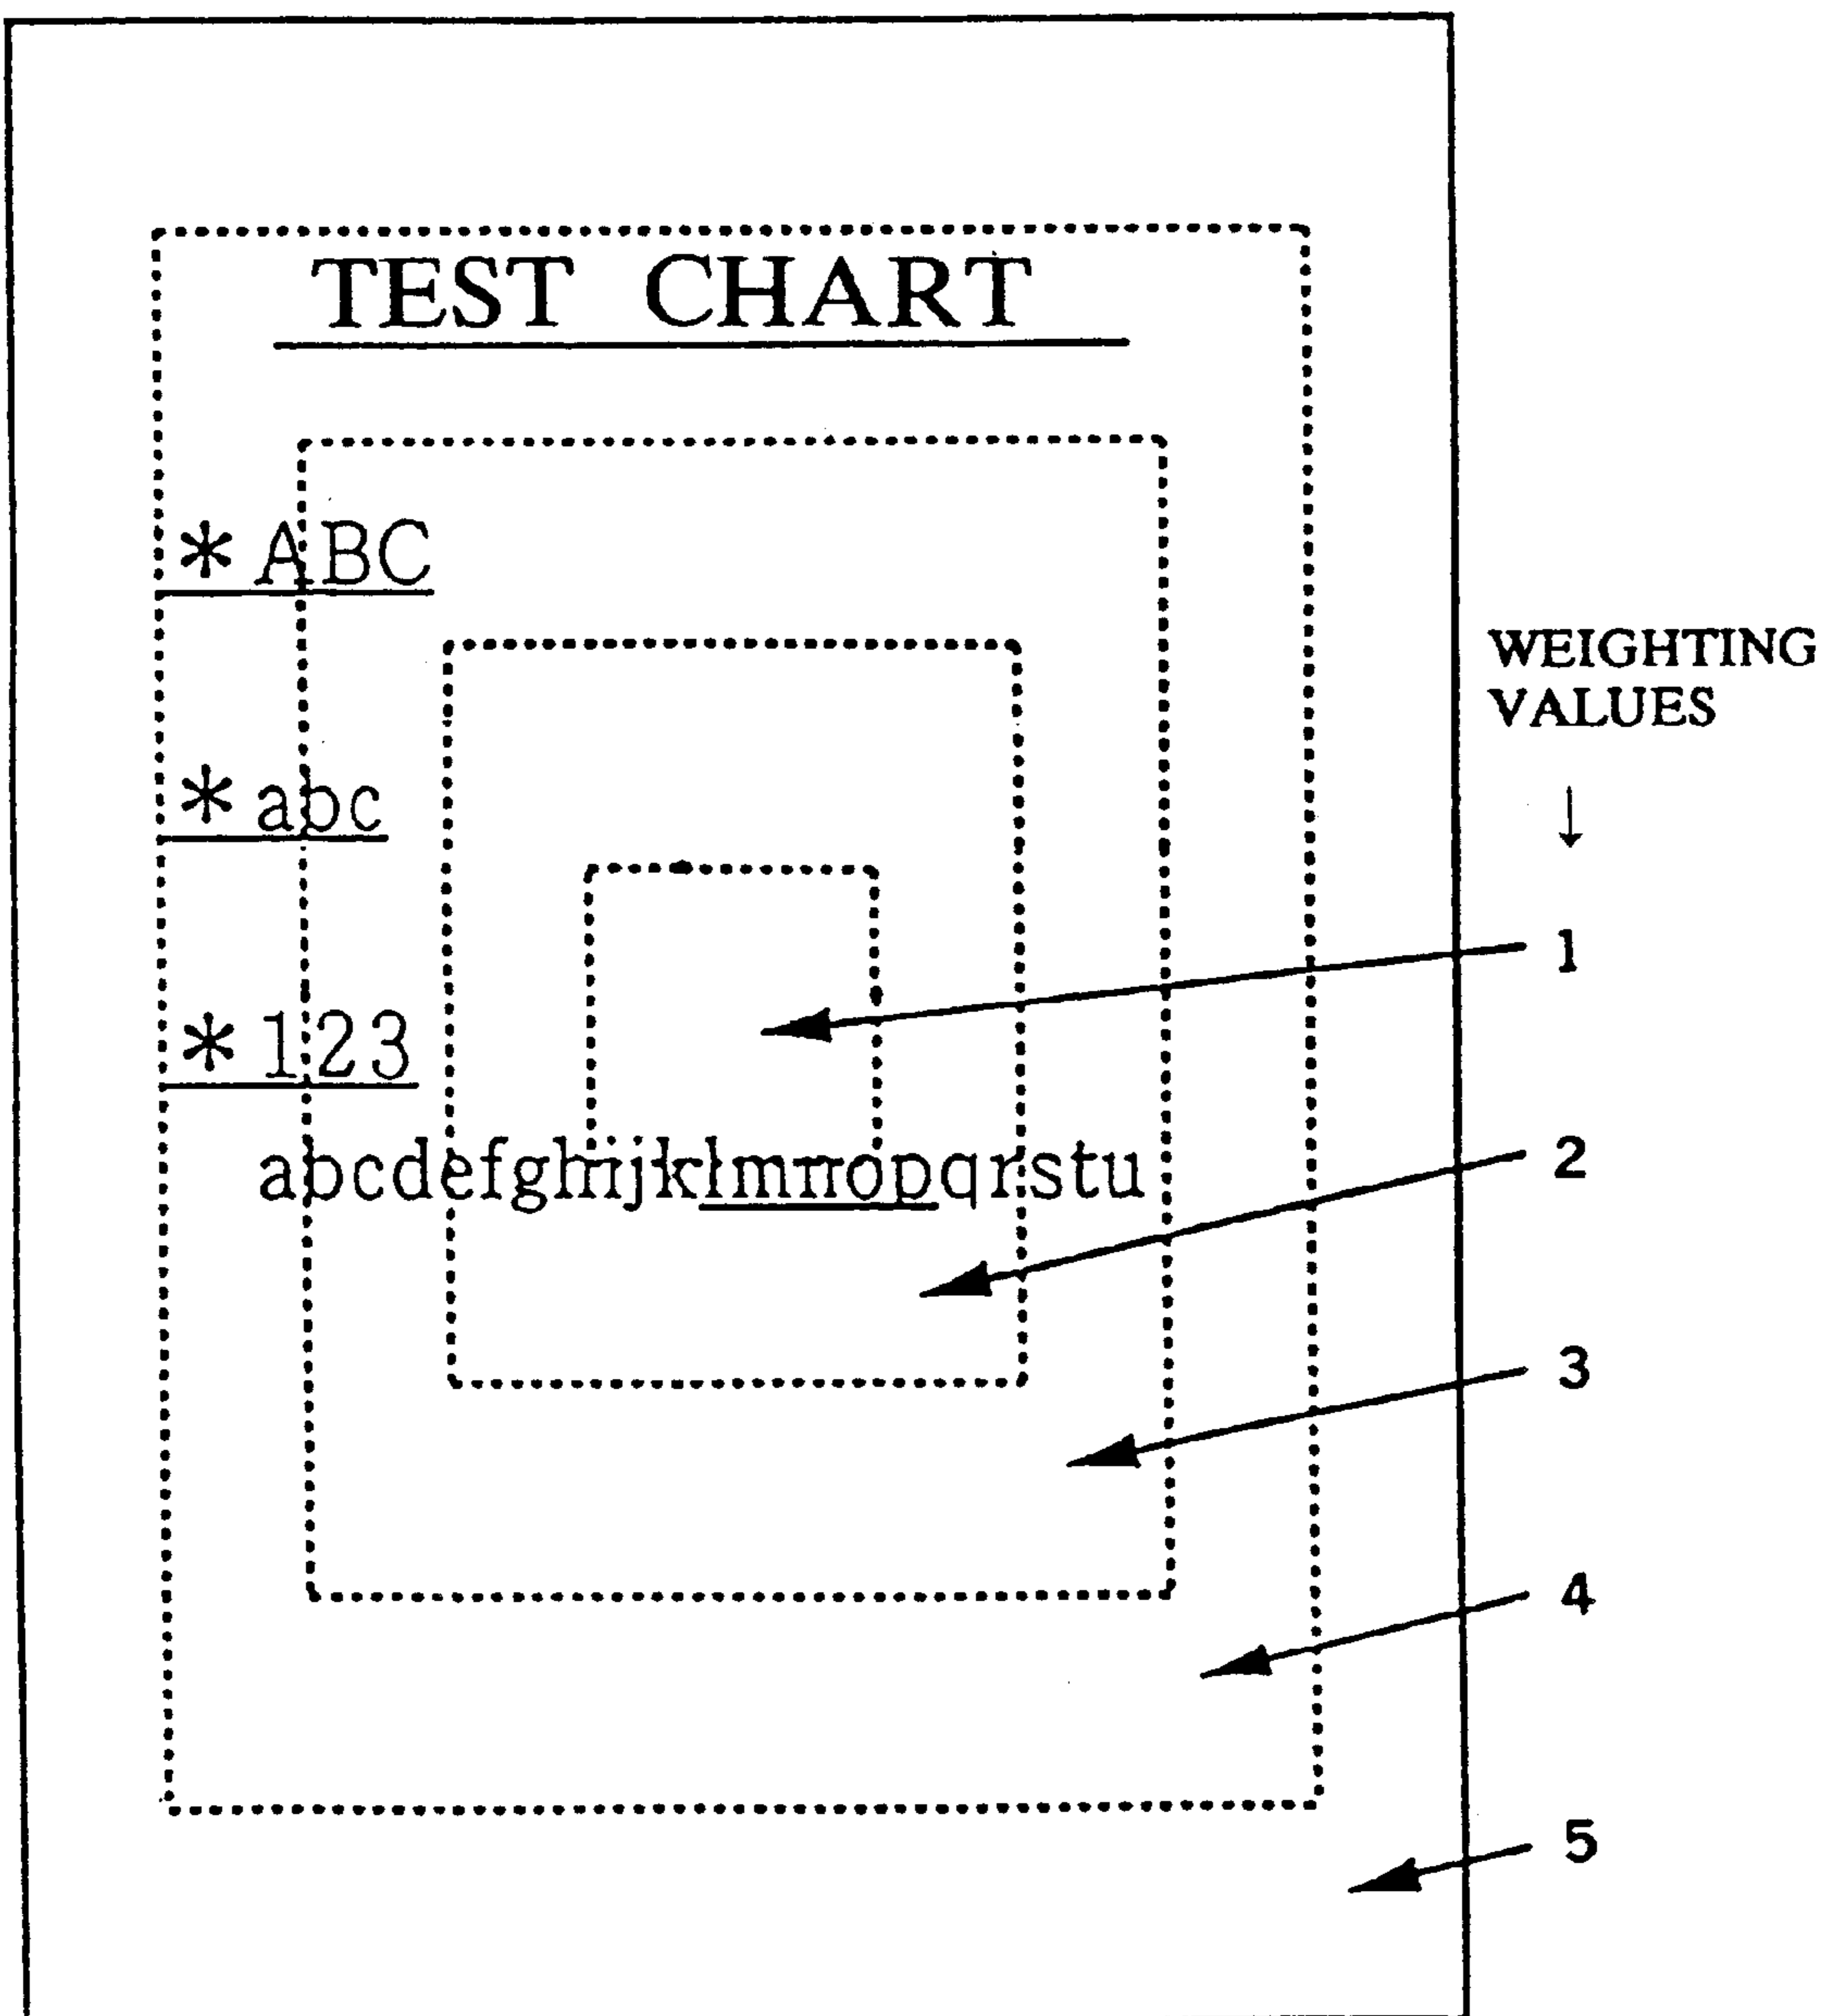 TEST CHART
*ABC
WEIGHTING
VALUES
↓
*abc
1
*123
abcdefghijklmnopqrstu
2
3
4
5